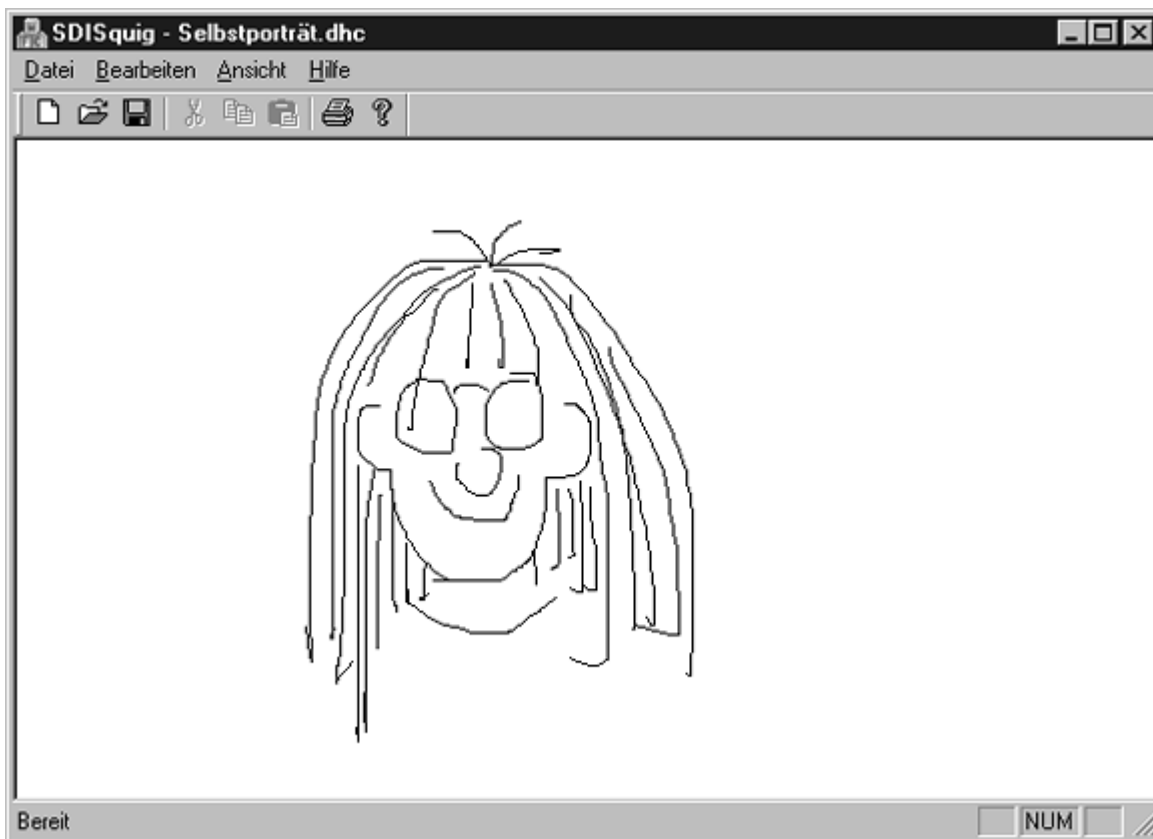 SDISquig - Selbstporträt.dhc
Datei Bearbeiten Ansicht Hilfe
Bereit NUM